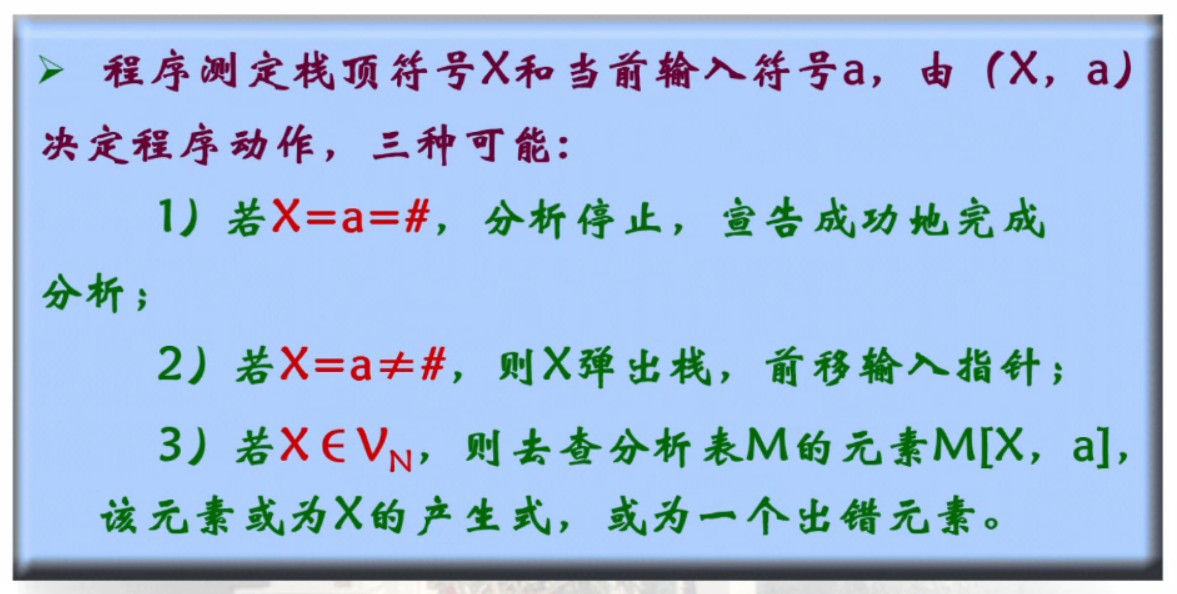 ➢ 程序测定栈顶符号X和当前输入符号a，由（X，a）
决定程序动作，三种可能：
1）若X=a=#，分析停止，宣告成功地完成
分析；
2）若X=a≠#，则X弹出栈，前移输入指针；
3）若X∈V_N，则去查分析表M的元素M[X，a]，
该元素或为X的产生式，或为一个出错元素。